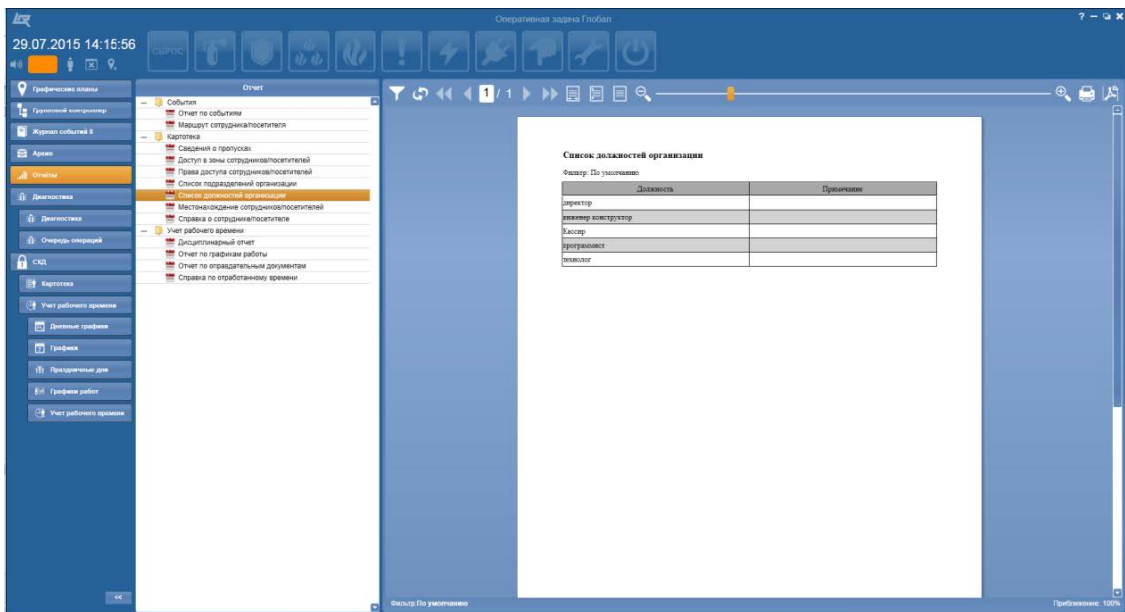 Оперативная задача Глобал
? – x
29.07.2015 14:15:56
СБРОС
Графические планы
Групповой контроллер
Журнал событий 5
Архив
Отчёты
Диагностика
Диагностика
Очередь операций
СКД
Картотека
Учет рабочего времени
Дневные графики
Графики
Праздничные дни
Графики работ
Учет рабочего времени
<<
Отчет
События
Отчет по событиям
Маршрут сотрудника/посетителя
Картотека
Сведения о пропусках
Доступ в зоны сотрудников/посетителей
Права доступа сотрудников/посетителей
Список подразделений организации
Список должностей организации
Местонахождение сотрудников/посетителей
Справка о сотруднике/посетителе
Учет рабочего времени
Дисциплинарный отчет
Отчет по графикам работы
Отчет по оправдательным документам
Справка по отработанному времени
1 / 1
Список должностей организации
Фильтр: По умолчанию
Должность Примечание
директор
инженер конструктор
Кассир
программист
технолог
Фильтр:По умолчанию
Приближение: 100%